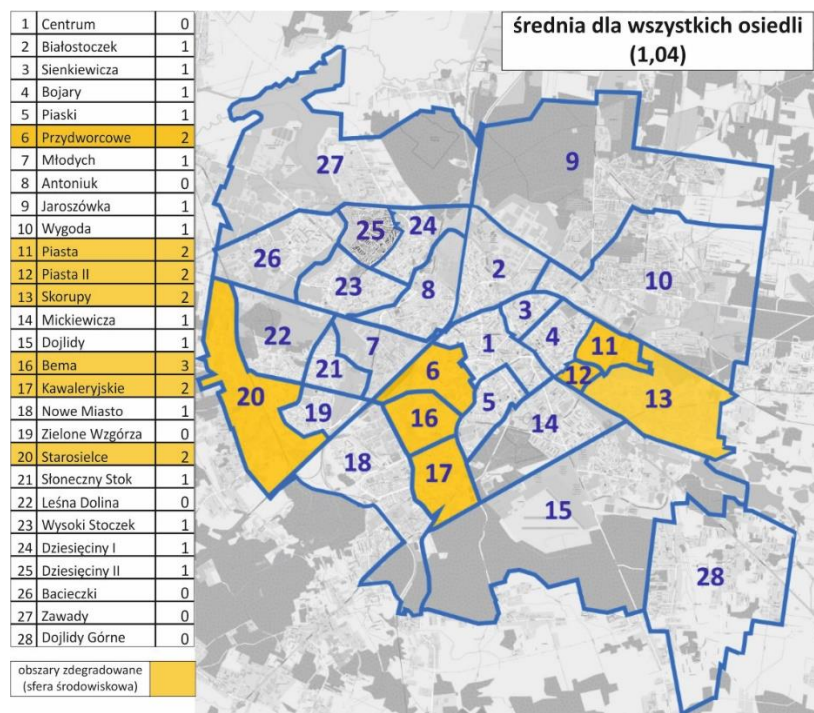 1 Centrum 0
2 Białostoczek 1
3 Sienkiewicza 1
4 Bojary 1
5 Piaski 1
6 Przydworcowe 2
7 Młodych 1
8 Antoniuk 0
9 Jaroszówka 1
10 Wygoda 1
11 Piasta 2
12 Piasta II 2
13 Skorupy 2
14 Mickiewicza 1
15 Dojlidy 1
16 Bema 3
17 Kawaleryjskie 2
18 Nowe Miasto 1
19 Zielone Wzgórza 0
20 Starosielce 2
21 Słoneczny Stok 1
22 Leśna Dolina 0
23 Wysoki Stoczek 1
24 Dziesięciny I 1
25 Dziesięciny II 1
26 Bacieczki 0
27 Zawady 0
28 Dojlidy Górne 0
obszary zdegradowane
(sfera środowiskowa)
średnia dla wszystkich osiedli
(1,04)
27
9
25
24
26
2
10
23
8
22
3
7
1
4
11
21
6
12
20
13
19
5
16
14
18
17
15
28